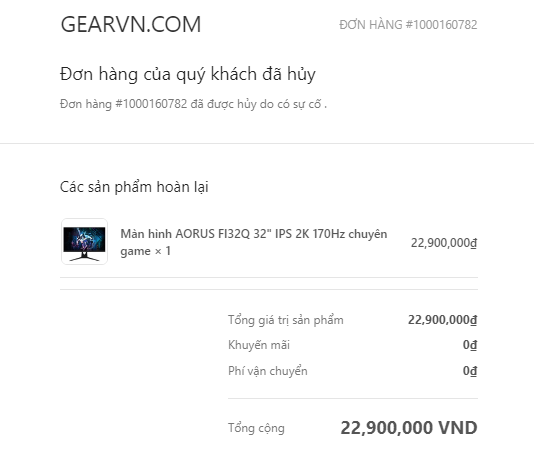 GEARVN.COM
ĐƠN HÀNG #1000160782
Đơn hàng của quý khách đã hủy
Đơn hàng #1000160782 đã được hủy do có sự cố .
Các sản phẩm hoàn lại
Màn hình AORUS FI32Q 32" IPS 2K 170Hz chuyên
game × 1
22,900,000₫
Tổng giá trị sản phẩm 22,900,000₫
Khuyến mãi 0₫
Phí vận chuyển 0₫
Tổng cộng 22,900,000 VND